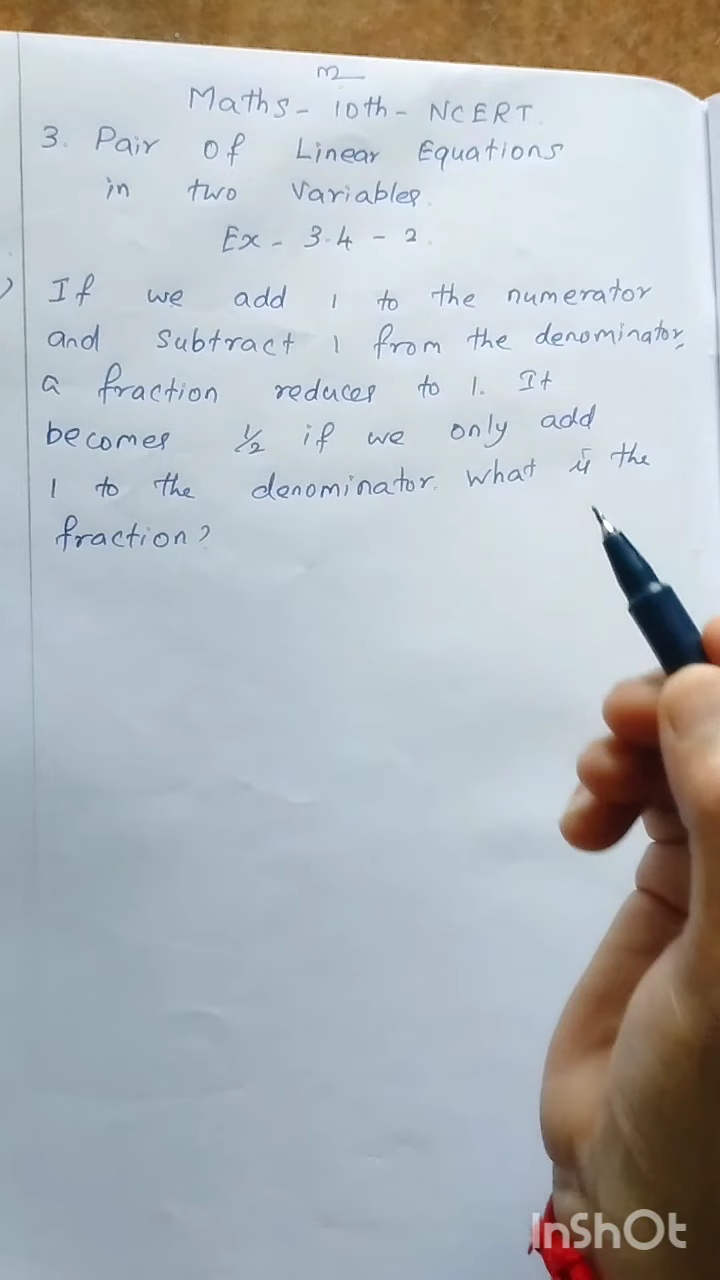 m
Maths - 10th - NCERT.
3. Pair of Linear Equations
in two Variables.
Ex - 3.4 - 2.
) If we add 1 to the numerator
and subtract 1 from the denominator,
a fraction reduces to 1. It
becomes 1/2 if we only add
1 to the denominator. What is the
fraction?
InShOt